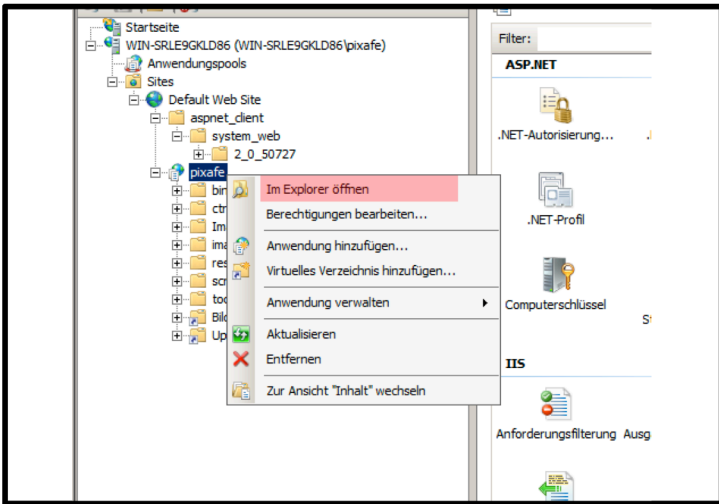 Startseite
WIN-SRLE9GKLD86 (WIN-SRLE9GKLD86\pixafe)
Anwendungspools
Sites
Default Web Site
aspnet_client
system_web
2_0_50727
pixafe
bin
Im Explorer öffnen
Berechtigungen bearbeiten...
Anwendung hinzufügen...
Virtuelles Verzeichnis hinzufügen...
Anwendung verwalten
Aktualisieren
Entfernen
Zur Ansicht "Inhalt" wechseln
Filter:
ASP.NET
.NET-Autorisierung...
.NET-Profil
Computerschlüssel
IIS
Anforderungsfilterung